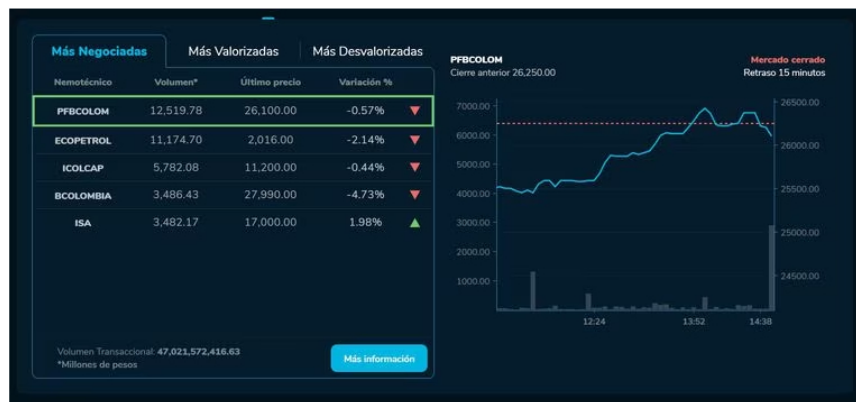 Más Negociadas Más Valorizadas Más Desvalorizadas
Nemotécnico Volumen* Último precio Variación %
PFBCOLOM 12,519.78 26,100.00 -0.57%
ECOPETROL 11,174.70 2,016.00 -2.14%
ICOLCAP 5,782.08 11,200.00 -0.44%
BCOLOMBIA 3,486.43 27,990.00 -4.73%
ISA 3,482.17 17,000.00 1.98%
Volumen Transaccional: 47,021,572,416.63
*Millones de pesos
Más información
PFBCOLOM Mercado cerrado
Cierre anterior 26,250.00 Retraso 15 minutos
7000.00 26500.00
6000.00 26000.00
5000.00 25500.00
4000.00
3000.00 25000.00
2000.00
1000.00 24500.00
12:24 13:52 14:38